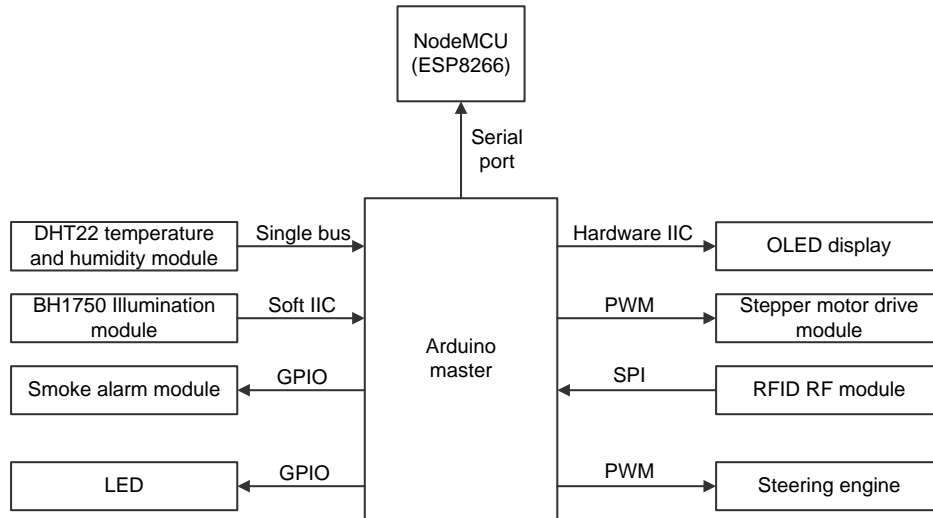 NodeMCU
(ESP8266)
Serial
port
DHT22 temperature
and humidity module
Single bus
Hardware IIC
OLED display
BH1750 Illumination
module
Soft IIC
PWM
Stepper motor drive
module
Arduino
master
Smoke alarm module
GPIO
SPI
RFID RF module
LED
GPIO
PWM
Steering engine